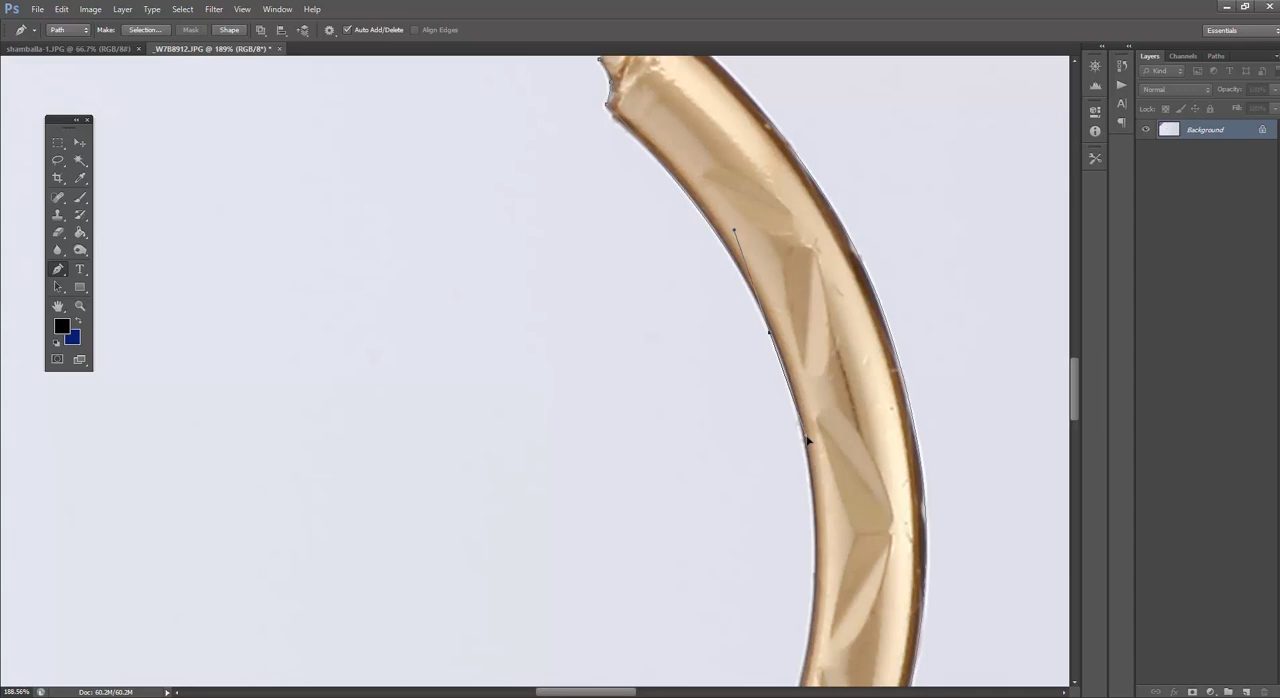 Ps File Edit Image Layer Type Select Filter View Window Help
Path Make: Selection... Mask Shape Auto Add/Delete Align Edges Essentials
shamballa-1.JPG @ 66.7% (RGB/8#) × _W7B8912.JPG @ 189% (RGB/8*) * ×
Layers Channels Paths
Kind
Normal Opacity: 100%
Lock: Fill: 100%
Background
188.56% Doc: 60.2M/60.2M